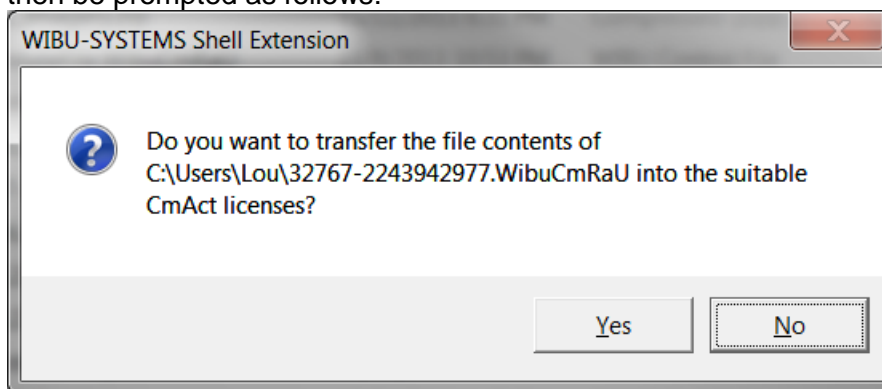 then be prompted as follows:
WIBU-SYSTEMS Shell Extension
Do you want to transfer the file contents of
C:\Users\Lou\32767-2243942977.WibuCmRaU into the suitable
CmAct licenses?
Yes
No